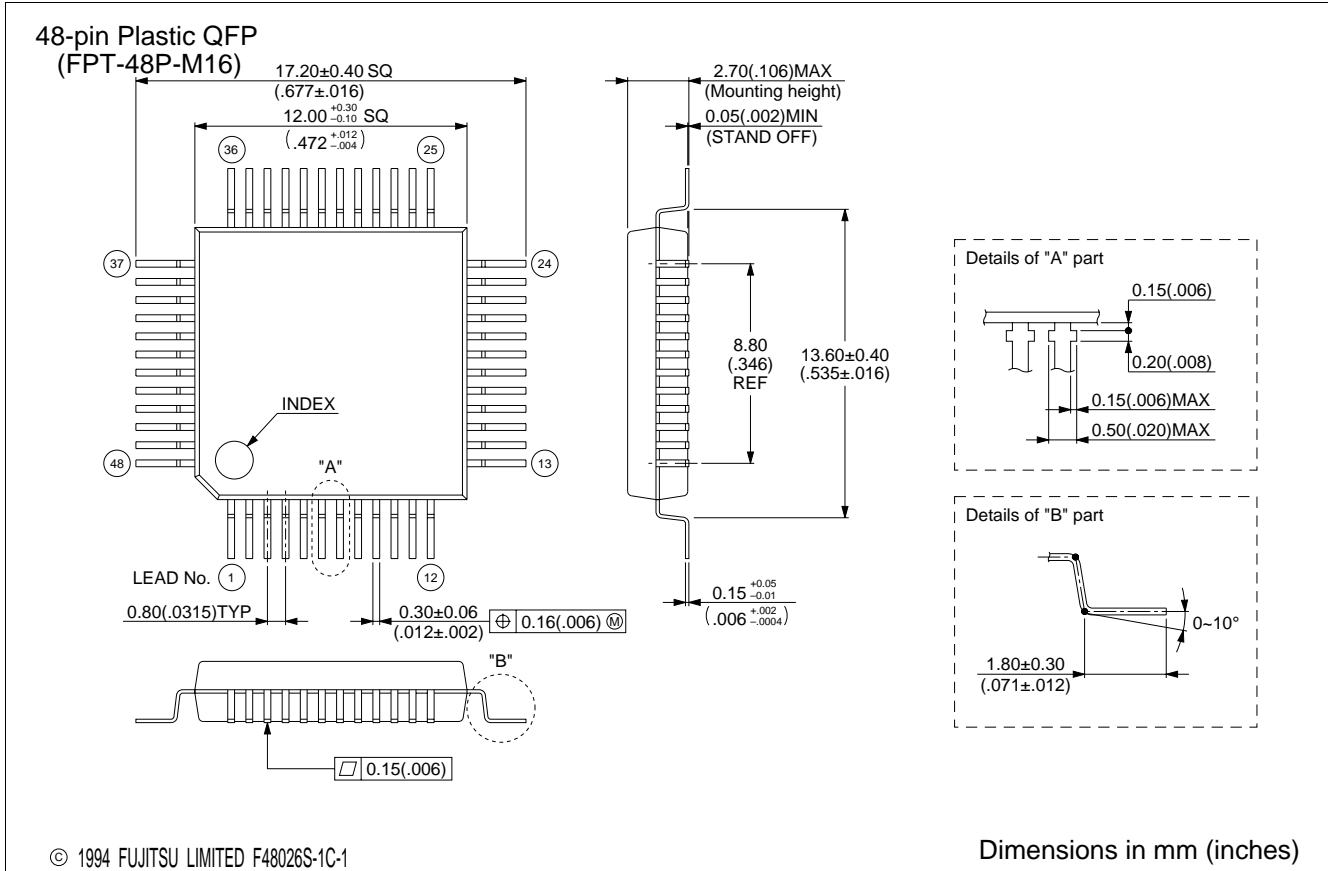 48-pin Plastic QFP
(FPT-48P-M16)
17.20±0.40 SQ
(.677±.016)
12.00 +0.30 −0.10 SQ
(.472 +.012 −.004)
36
25
37
24
48
13
INDEX
"A"
LEAD No. 1
12
0.80(.0315)TYP
0.30±0.06
(.012±.002)
⌖ 0.16(.006) Ⓜ
"B"
⏥ 0.15(.006)
2.70(.106)MAX
(Mounting height)
0.05(.002)MIN
(STAND OFF)
8.80
(.346)
REF
13.60±0.40
(.535±.016)
0.15 +0.05 −0.01
(.006 +.002 −.0004)
Details of "A" part
0.15(.006)
0.20(.008)
0.15(.006)MAX
0.50(.020)MAX
Details of "B" part
0~10°
1.80±0.30
(.071±.012)
© 1994 FUJITSU LIMITED F48026S-1C-1
Dimensions in mm (inches)